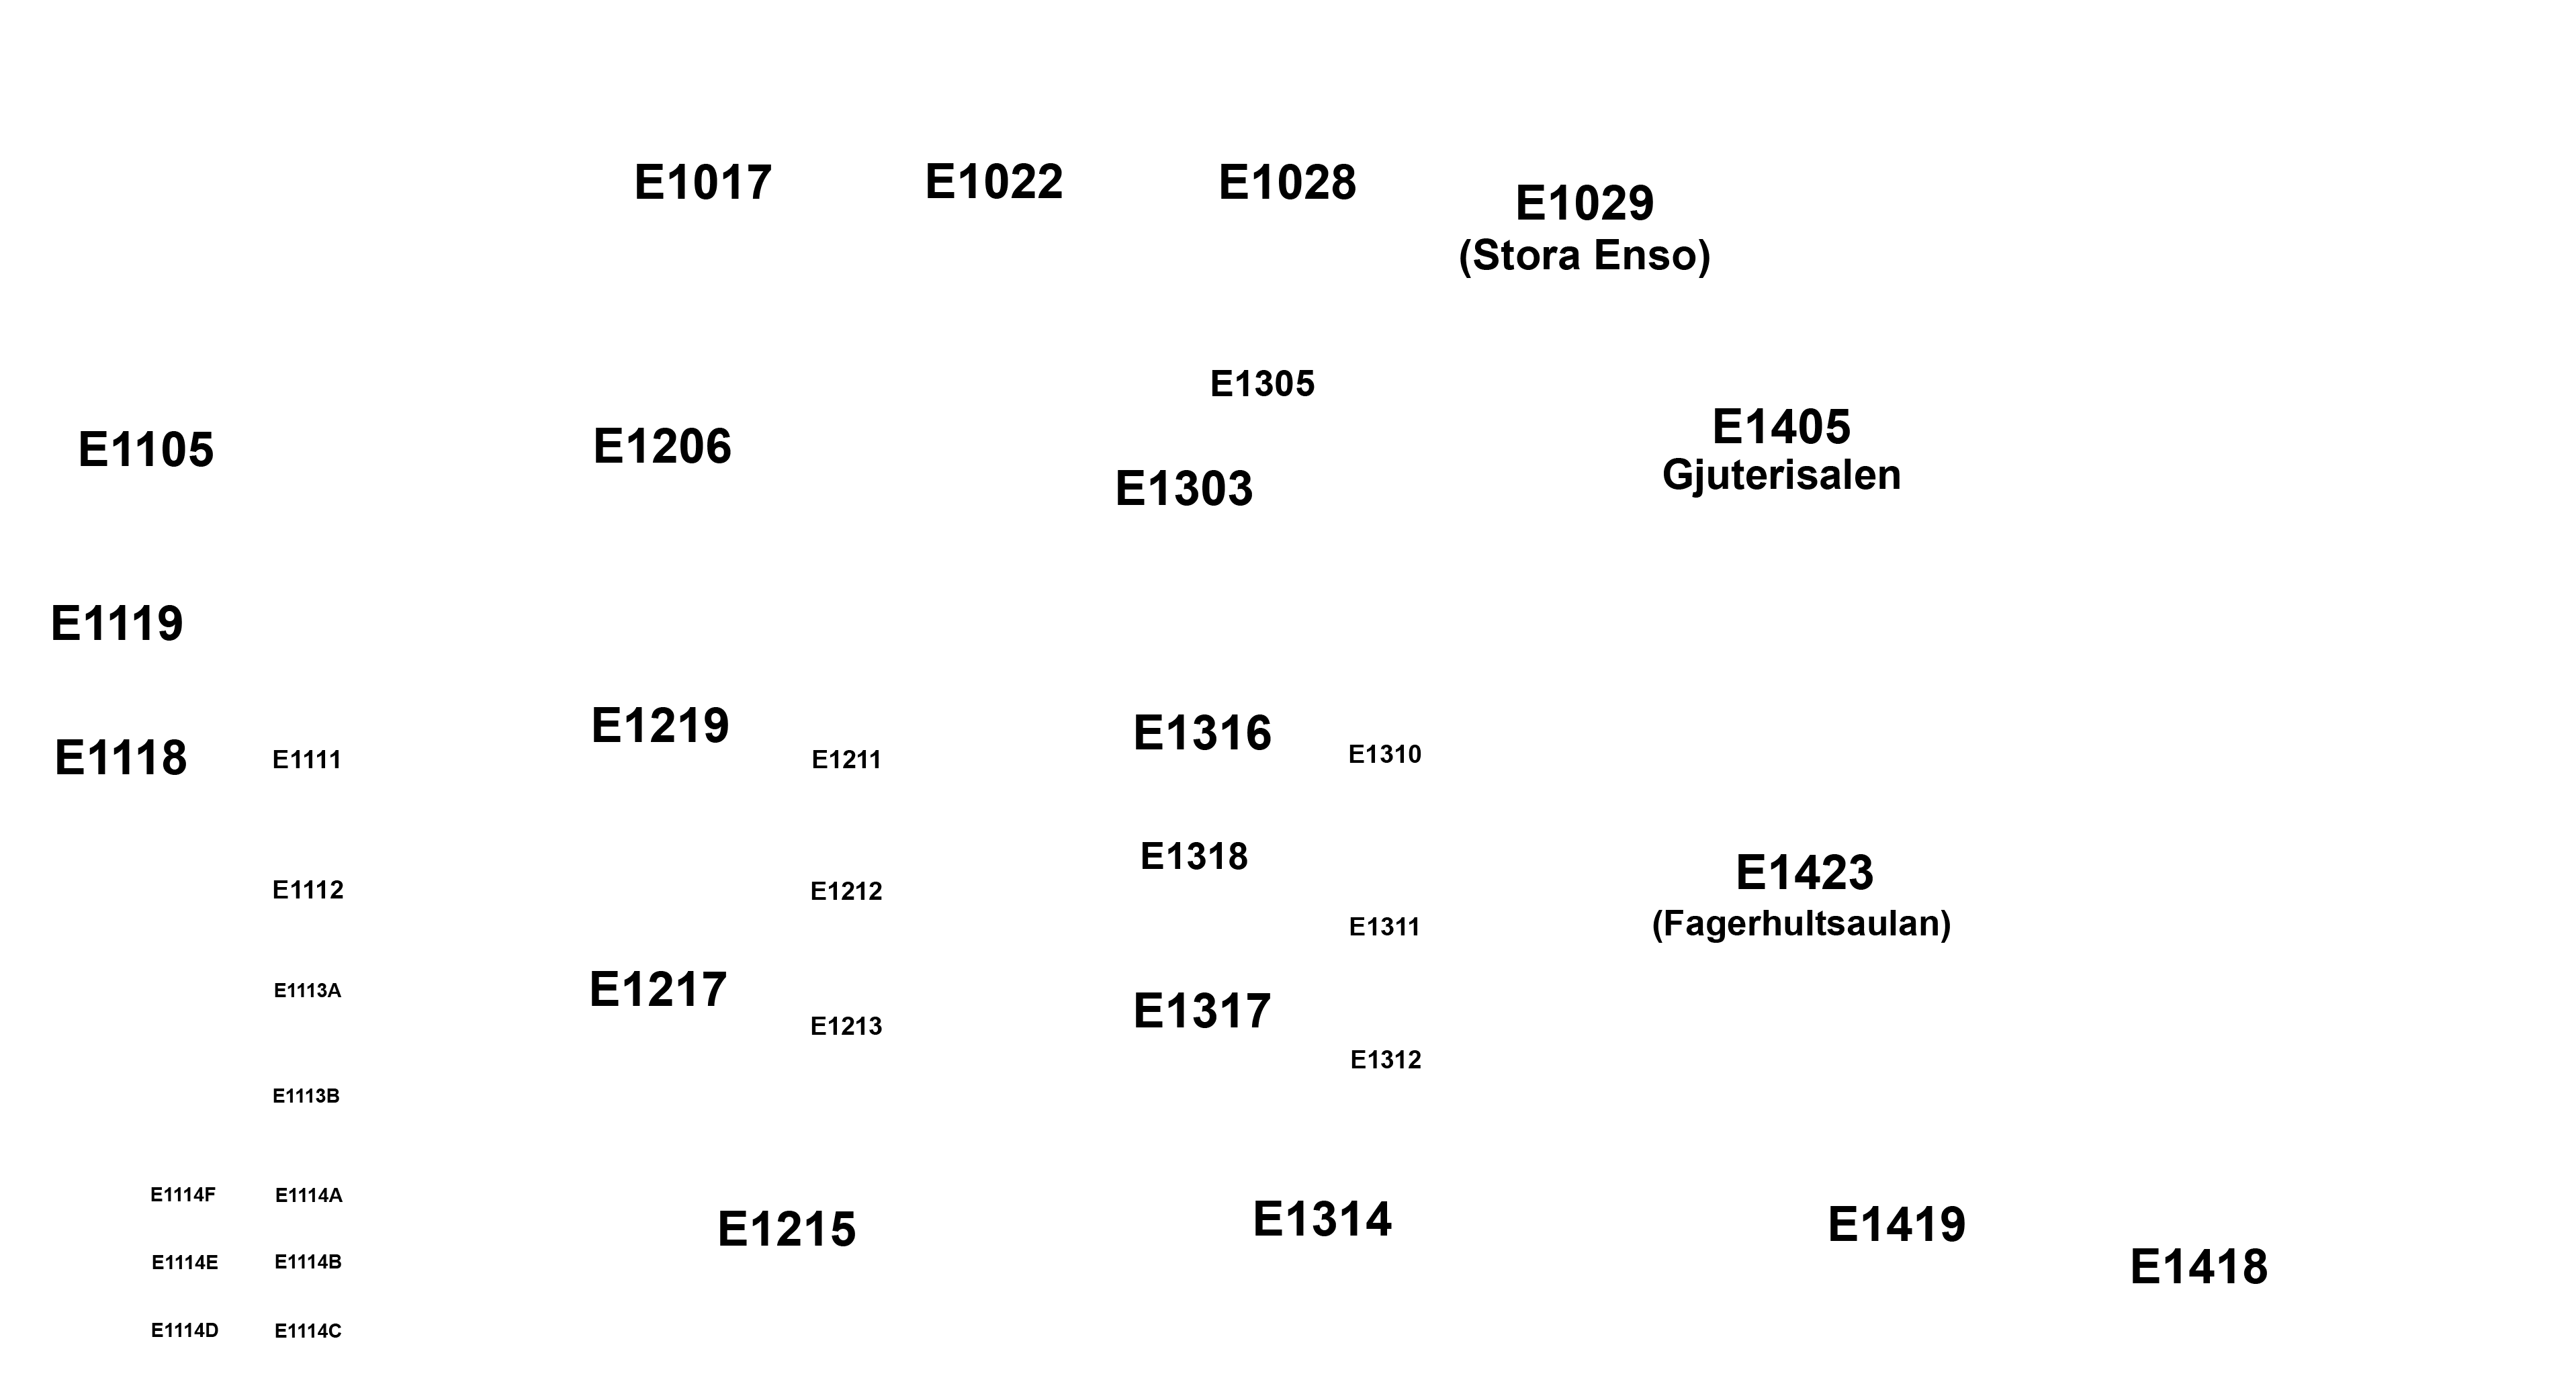 E1017
E1022
E1028
E1029
(Stora Enso)
E1305
E1105
E1206
E1303
E1405
Gjuterisalen
E1119
E1118
E1111
E1219
E1211
E1316
E1310
E1112
E1212
E1318
E1311
E1423
(Fagerhultsaulan)
E1113A
E1217
E1213
E1317
E1312
E1113B
E1114F
E1114A
E1114E
E1114B
E1114D
E1114C
E1215
E1314
E1419
E1418